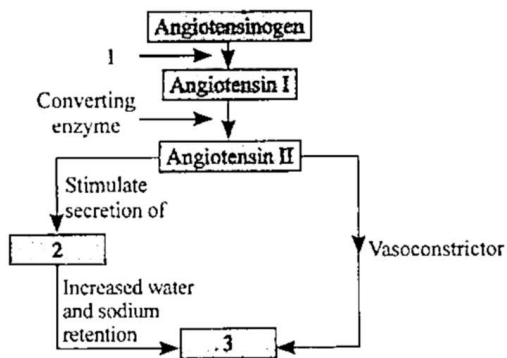 Angiotensinogen
1
Angiotensin I
Converting
enzyme
Angiotensin II
Stimulate
secretion of
2
Vasoconstrictor
Increased water
and sodium
retention
3